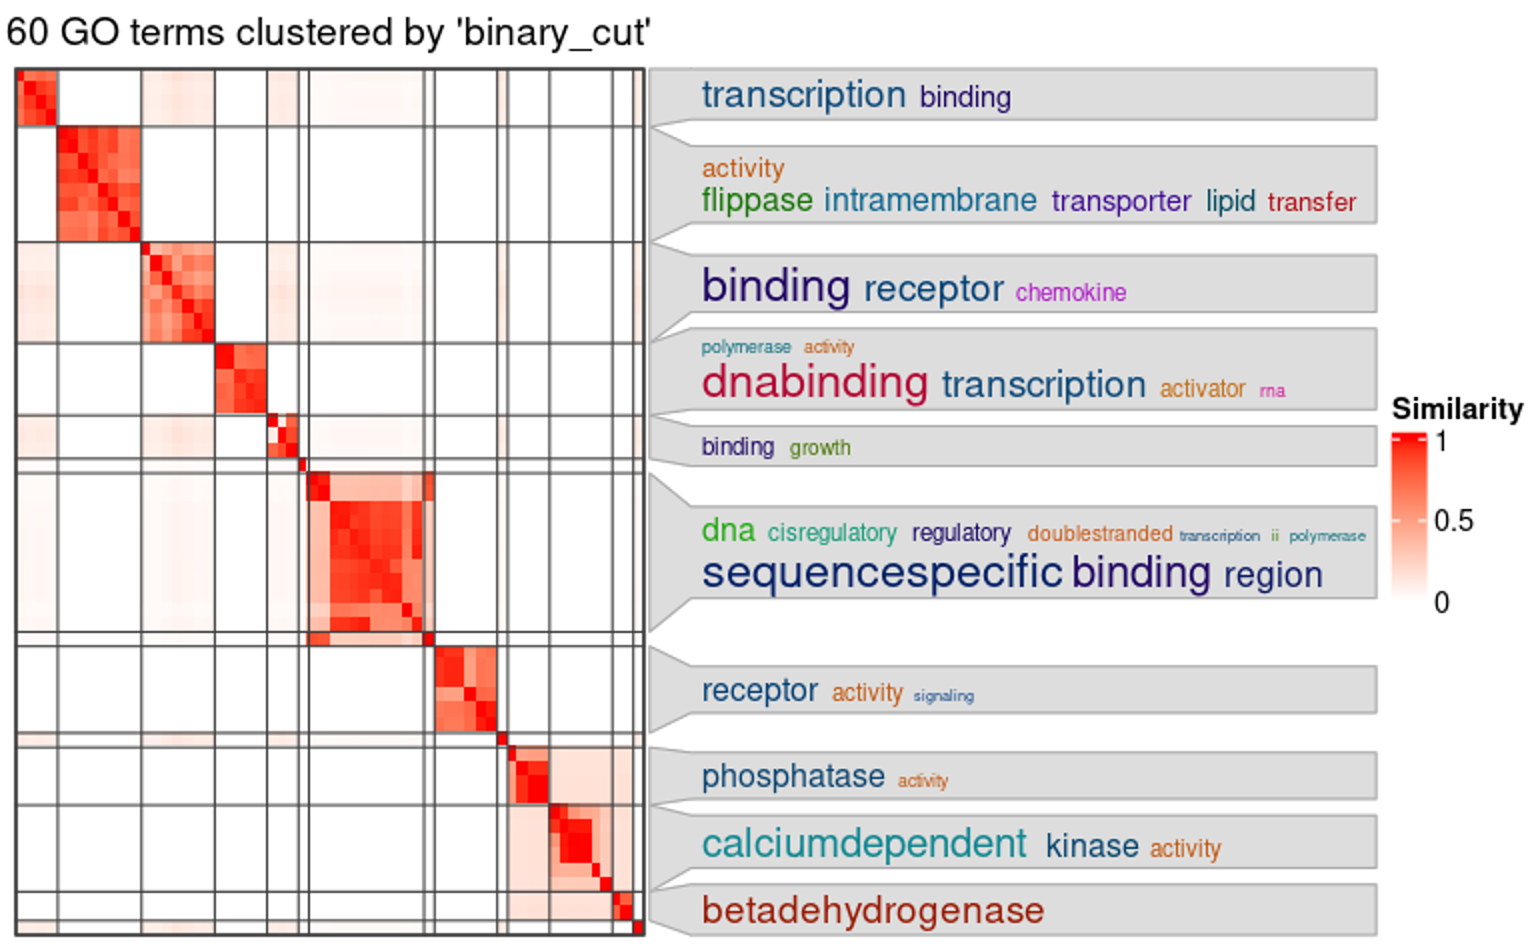 60 GO terms clustered by 'binary_cut'
transcription binding
activity
flippase intramembrane transporter lipid transfer
binding receptor chemokine
polymerase activity
dnabinding transcription activator rna
binding growth
dna cisregulatory regulatory doublestranded transcription ii polymerase
sequencespecific binding region
receptor activity signaling
phosphatase activity
calciumdependent kinase activity
betadehydrogenase
Similarity
1
0.5
0